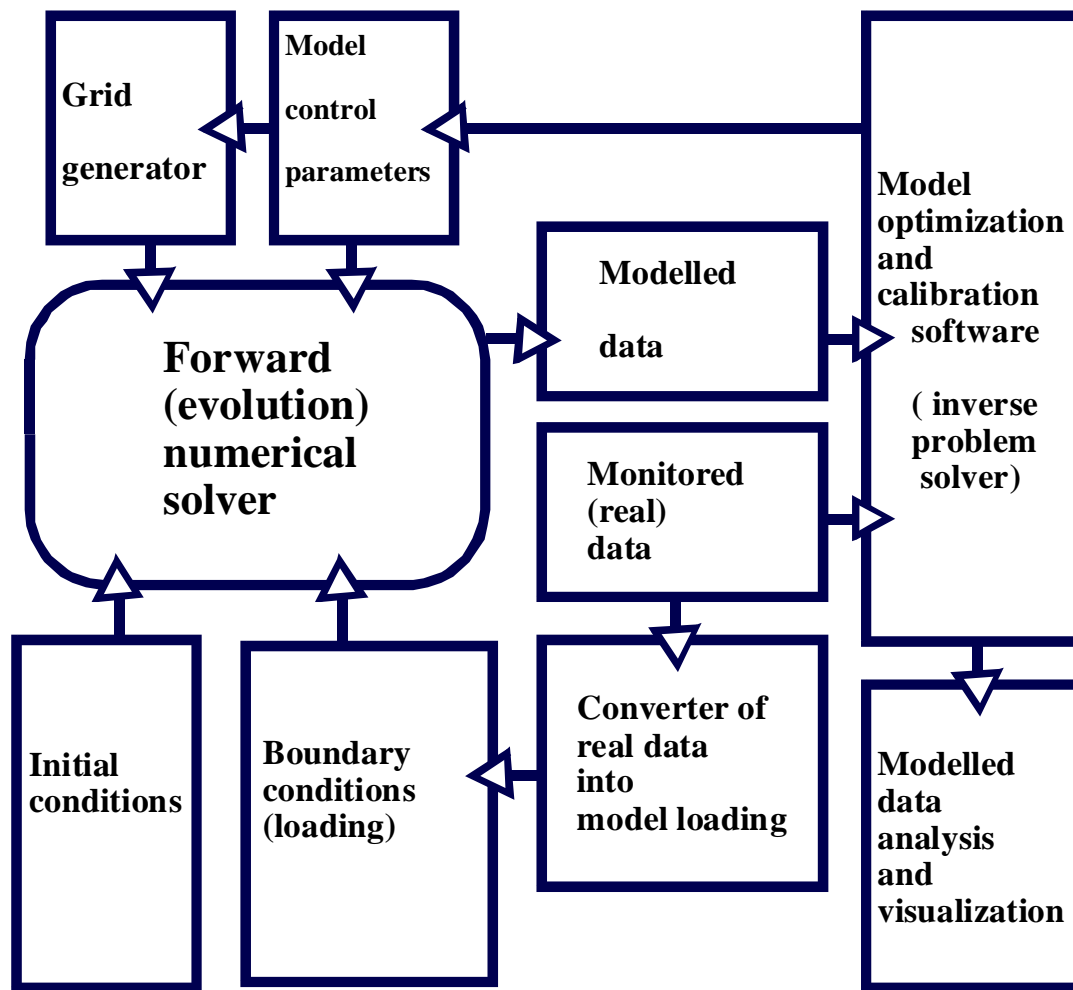 Grid
generator
Model
control
parameters
Model
optimization
and
calibration
software
( inverse
problem
solver)
Modelled
data
Forward
(evolution)
numerical
solver
Monitored
(real)
data
Initial
conditions
Boundary
conditions
(loading)
Converter of
real data
into
model loading
Modelled
data
analysis
and
visualization